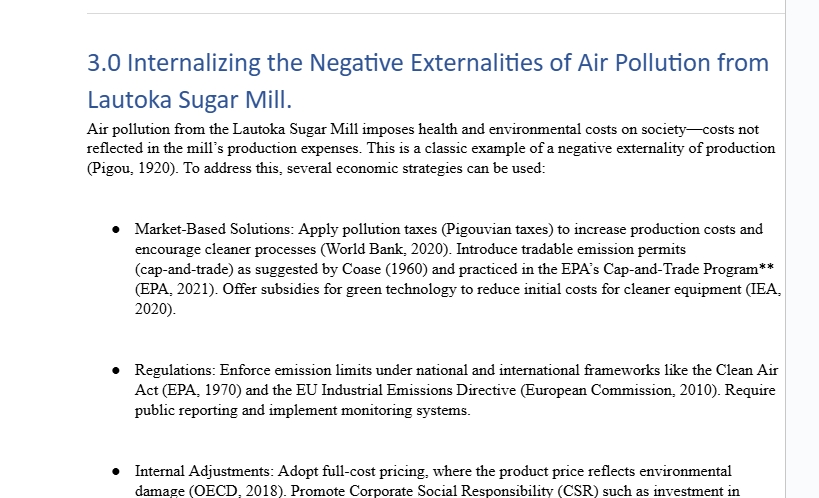 3.0 Internalizing the Negative Externalities of Air Pollution from
Lautoka Sugar Mill.
Air pollution from the Lautoka Sugar Mill imposes health and environmental costs on society—costs not
reflected in the mill's production expenses. This is a classic example of a negative externality of production
(Pigou, 1920). To address this, several economic strategies can be used:
● Market-Based Solutions: Apply pollution taxes (Pigouvian taxes) to increase production costs and
encourage cleaner processes (World Bank, 2020). Introduce tradable emission permits
(cap-and-trade) as suggested by Coase (1960) and practiced in the EPA's Cap-and-Trade Program**
(EPA, 2021). Offer subsidies for green technology to reduce initial costs for cleaner equipment (IEA,
2020).
● Regulations: Enforce emission limits under national and international frameworks like the Clean Air
Act (EPA, 1970) and the EU Industrial Emissions Directive (European Commission, 2010). Require
public reporting and implement monitoring systems.
● Internal Adjustments: Adopt full-cost pricing, where the product price reflects environmental
damage (OECD, 2018). Promote Corporate Social Responsibility (CSR) such as investment in